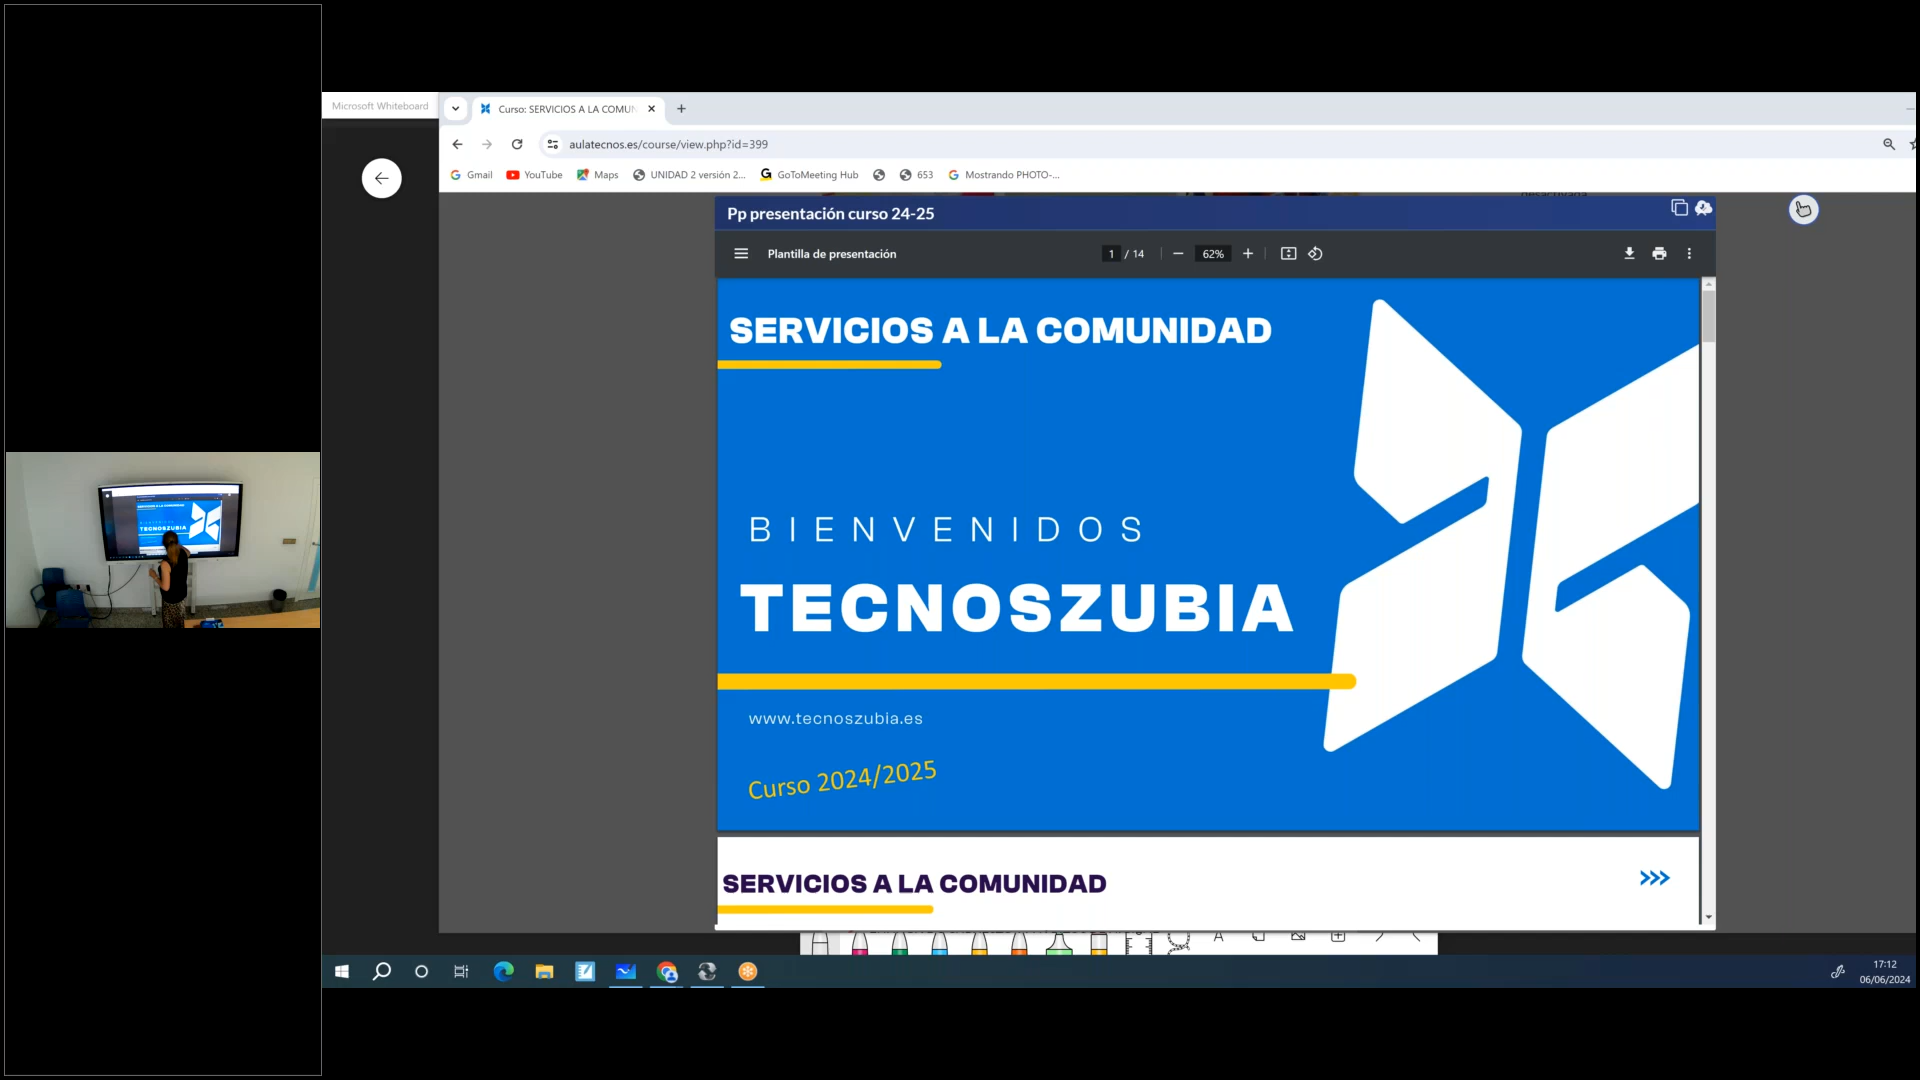 Microsoft Whiteboard
Curso: SERVICIOS A LA COMUN
aulatecnos.es/course/view.php?id=399
Gmail
YouTube
Maps
UNIDAD 2 versión 2...
GoToMeeting Hub
653
Mostrando PHOTO-...
desactivada
Pp presentación curso 24-25
Plantilla de presentación
1 / 14
62%
SERVICIOS A LA COMUNIDAD
BIENVENIDOS
TECNOSZUBIA
www.tecnoszubia.es
Curso 2024/2025
SERVICIOS A LA COMUNIDAD
17:12
06/06/2024